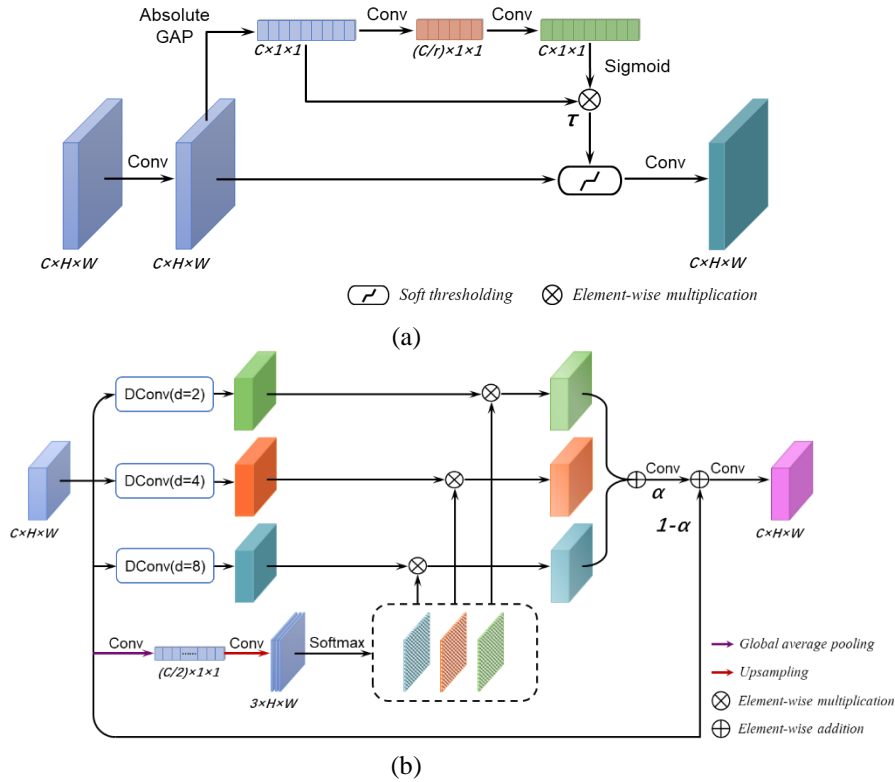 Absolute
GAP
C×1×1
Conv
(C/r)×1×1
Conv
C×1×1
Sigmoid
τ
Conv
Conv
C×H×W
C×H×W
C×H×W
Soft thresholding
Element-wise multiplication
(a)
DConv(d=2)
DConv(d=4)
Conv
α
Conv
C×H×W
1-α
C×H×W
DConv(d=8)
Conv
......
Conv
Softmax
(C/2)×1×1
3×H×W
Global average pooling
Upsampling
Element-wise multiplication
Element-wise addition
(b)